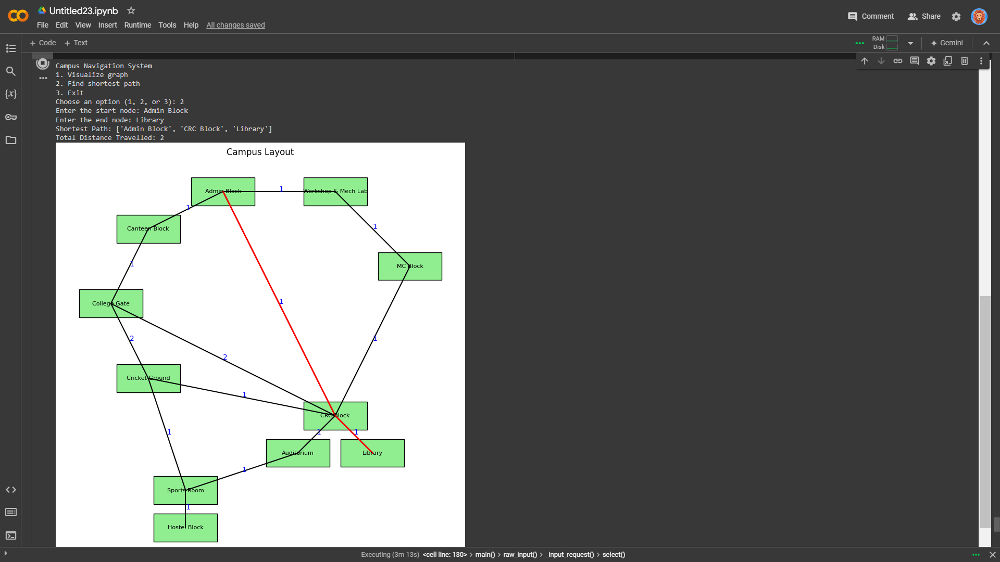 Untitled23.ipynb
File Edit View Insert Runtime Tools Help All changes saved
Comment Share
+ Code + Text
RAM
Disk
Gemini
Campus Navigation System
1. Visualize graph
2. Find shortest path
3. Exit
Choose an option (1, 2, or 3): 2
Enter the start node: Admin Block
Enter the end node: Library
Shortest Path: ['Admin Block', 'CRC Block', 'Library']
Total Distance Travelled: 2
Campus Layout
Admin Block
1
Workshop & Mech Lab
1
Canteen Block
1
1
MC Block
1
College Gate
2
1
1
2
Cricket Ground
1
CRC Block
1
1
1
Auditorium
Library
1
Sports Room
1
Hostel Block
Executing (3m 13s) <cell line: 130> > main() > raw_input() > _input_request() > select()